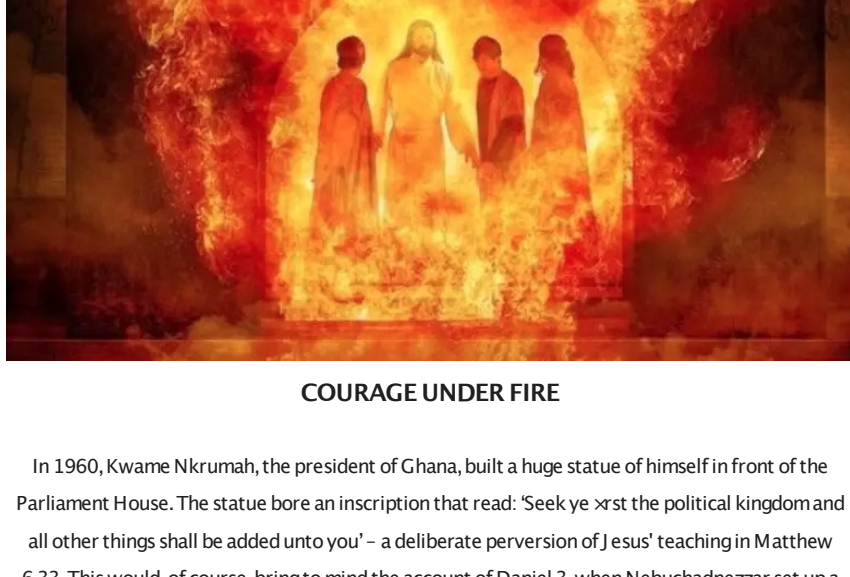 COURAGE UNDER FIRE
In 1960, Kwame Nkrumah, the president of Ghana, built a huge statue of himself in front of the
Parliament House. The statue bore an inscription that read: ‘Seek ye ×rst the political kingdom and
all other things shall be added unto you’ – a deliberate perversion of Jesus' teaching in Matthew
6.33. This would, of course, bring to mind the account of Daniel 3, when Nebuchadnezzar set up a